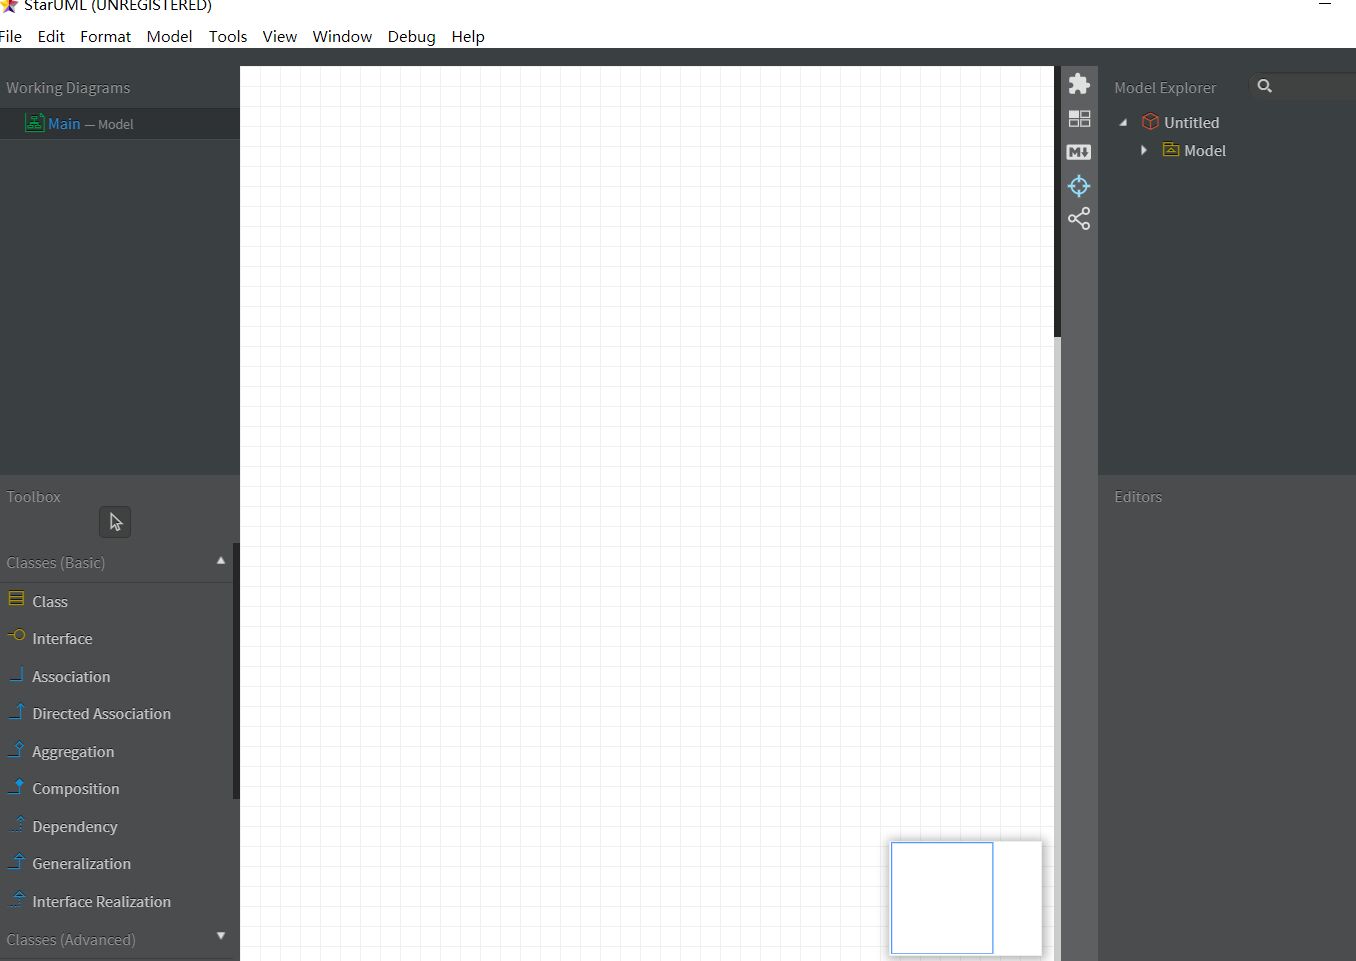 StarUML (UNREGISTERED)
File Edit Format Model Tools View Window Debug Help
Working Diagrams
Main — Model
Toolbox
Classes (Basic)
Class
Interface
Association
Directed Association
Aggregation
Composition
Dependency
Generalization
Interface Realization
Classes (Advanced)
M
Model Explorer
Untitled
Model
Editors